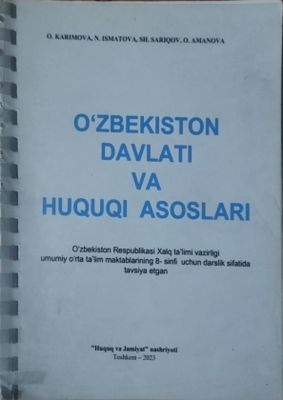 O. KARIMOVA, N. ISMATOVA, SH. SARIQOV, O. AMANOVA
O‘ZBEKISTON
DAVLATI
VA
HUQUQI ASOSLARI
O‘zbekiston Respublikasi Xalq ta’limi vazirligi
umumiy o‘rta ta’lim maktablarining 8- sinfi uchun darslik sifatida
tavsiya etgan
"Huquq va Jamiyat" nashriyoti
Toshkent – 2023